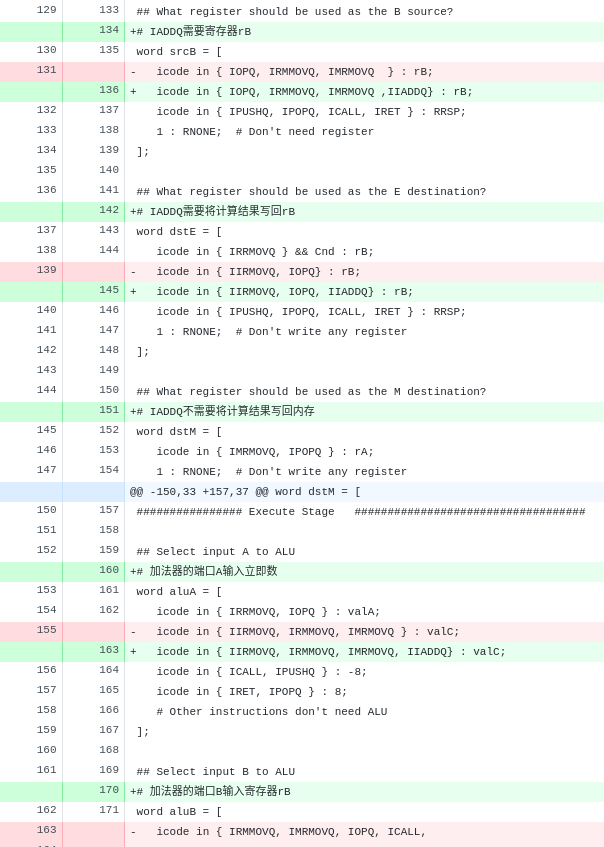 129 133 ## What register should be used as the B source?
134 +# IADDQ需要寄存器rB
130 135 word srcB = [
131 - icode in { IOPQ, IRMMOVQ, IMRMOVQ  } : rB;
136 + icode in { IOPQ, IRMMOVQ, IMRMOVQ ,IIADDQ} : rB;
132 137 icode in { IPUSHQ, IPOPQ, ICALL, IRET } : RRSP;
133 138 1 : RNONE;  # Don't need register
134 139 ];
135 140
136 141 ## What register should be used as the E destination?
142 +# IADDQ需要将计算结果写回rB
137 143 word dstE = [
138 144 icode in { IRRMOVQ } && Cnd : rB;
139 - icode in { IIRMOVQ, IOPQ} : rB;
145 + icode in { IIRMOVQ, IOPQ, IIADDQ} : rB;
140 146 icode in { IPUSHQ, IPOPQ, ICALL, IRET } : RRSP;
141 147 1 : RNONE;  # Don't write any register
142 148 ];
143 149
144 150 ## What register should be used as the M destination?
151 +# IADDQ不需要将计算结果写回内存
145 152 word dstM = [
146 153 icode in { IMRMOVQ, IPOPQ } : rA;
147 154 1 : RNONE;  # Don't write any register
@@ -150,33 +157,37 @@ word dstM = [
150 157 ################ Execute Stage   ###################################
151 158
152 159 ## Select input A to ALU
160 +# 加法器的端口A输入立即数
153 161 word aluA = [
154 162 icode in { IRRMOVQ, IOPQ } : valA;
155 - icode in { IIRMOVQ, IRMMOVQ, IMRMOVQ } : valC;
163 + icode in { IIRMOVQ, IRMMOVQ, IMRMOVQ, IIADDQ} : valC;
156 164 icode in { ICALL, IPUSHQ } : -8;
157 165 icode in { IRET, IPOPQ } : 8;
158 166 # Other instructions don't need ALU
159 167 ];
160 168
161 169 ## Select input B to ALU
170 +# 加法器的端口B输入寄存器rB
162 171 word aluB = [
163 - icode in { IRMMOVQ, IMRMOVQ, IOPQ, ICALL,